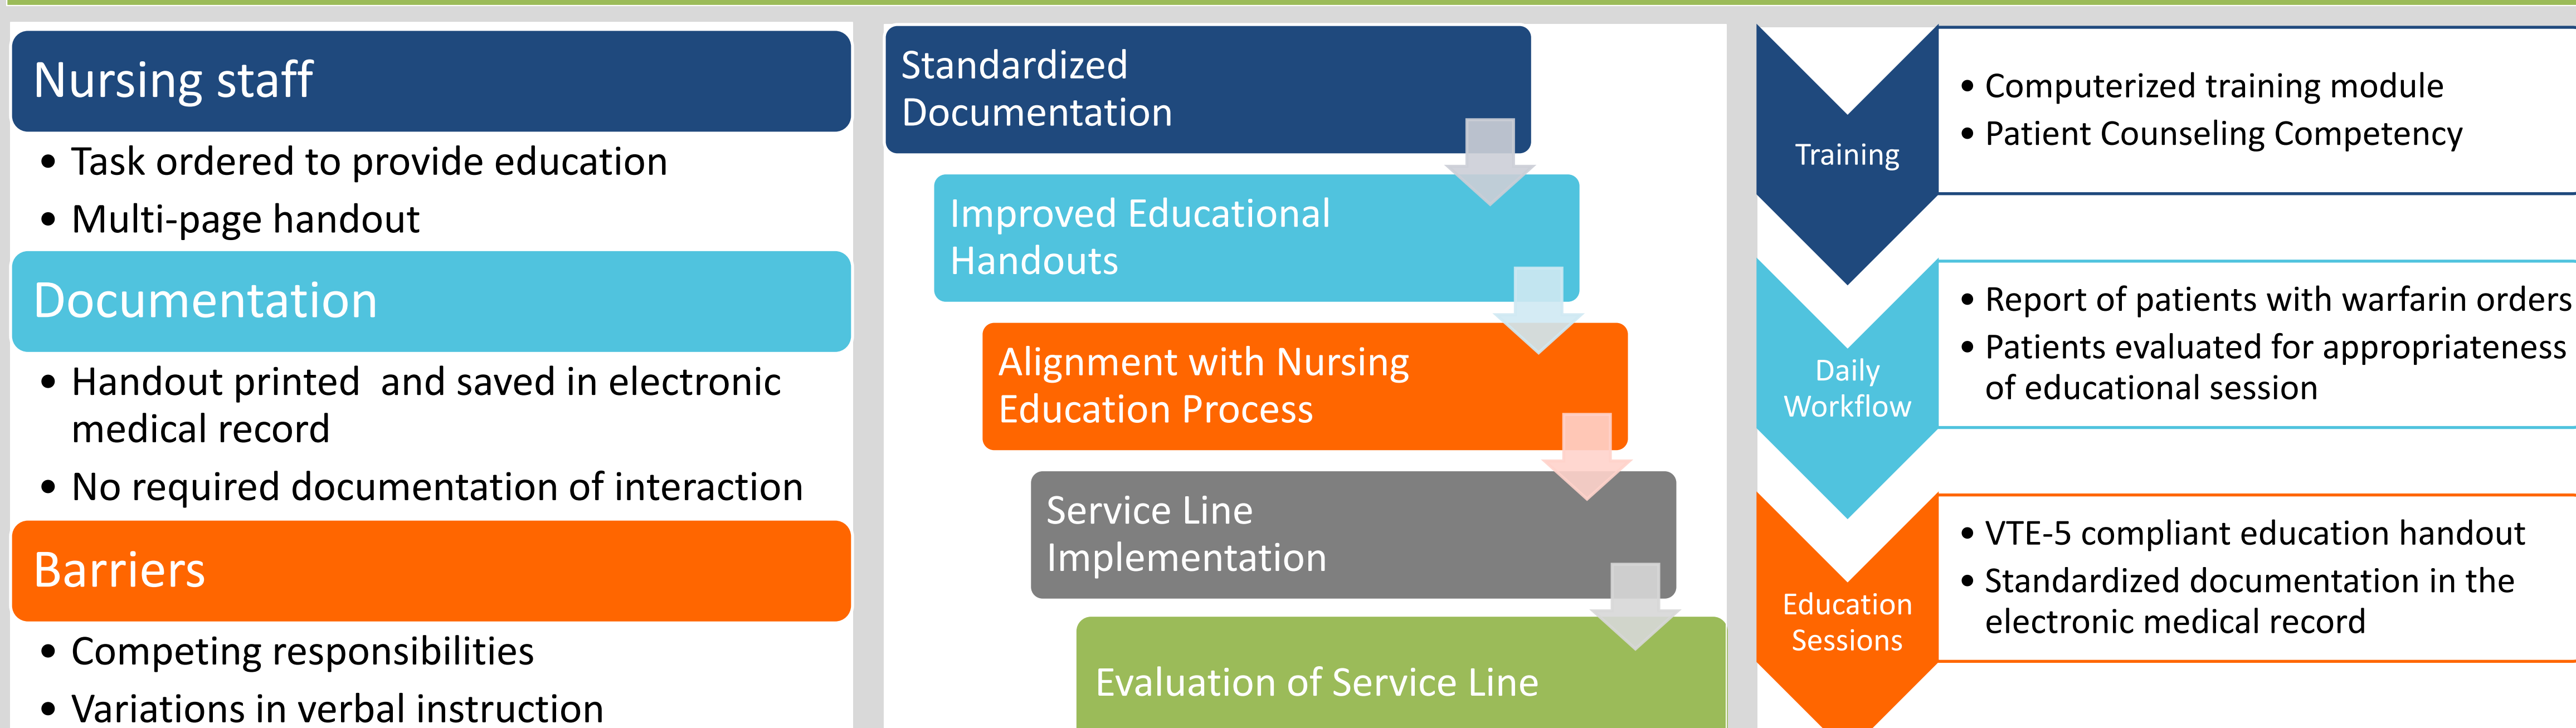 Nursing staff
• Task ordered to provide education
• Multi-page handout
Documentation
• Handout printed  and saved in electronic
medical record
• No required documentation of interaction
Barriers
• Competing responsibilities
• Variations in verbal instruction
Standardized
Documentation
Improved Educational
Handouts
Alignment with Nursing
Education Process
Service Line
Implementation
Evaluation of Service Line
Training
• Computerized training module
• Patient Counseling Competency
Daily
Workflow
• Report of patients with warfarin orders
• Patients evaluated for appropriateness
of educational session
Education
Sessions
• VTE-5 compliant education handout
• Standardized documentation in the
electronic medical record